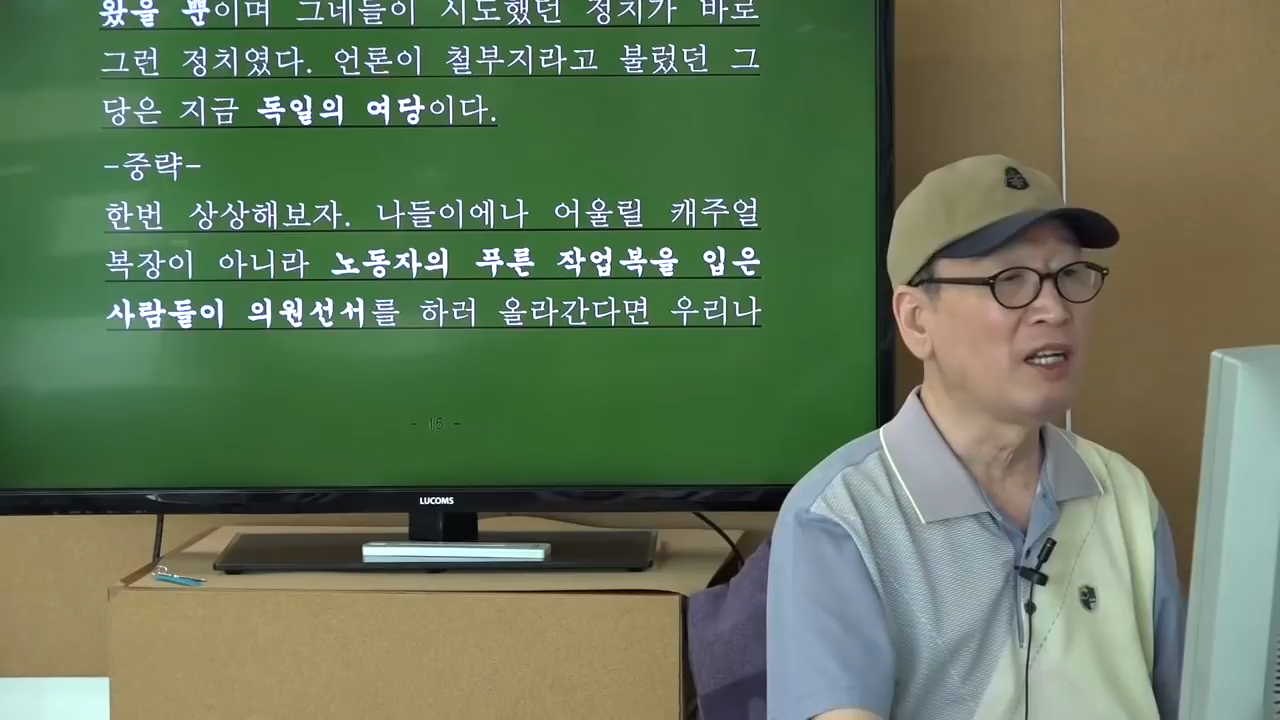 왔을 뿐이며 그네들이 시도했던 정치가 바로
그런 정치였다. 언론이 철부지라고 불렀던 그
당은 지금 독일의 여당이다.
-중략-
한번 상상해보자. 나들이에나 어울릴 캐주얼
복장이 아니라 노동자의 푸른 작업복을 입은
사람들이 의원선서를 하러 올라간다면 우리나
- 16 -
LUCOMS